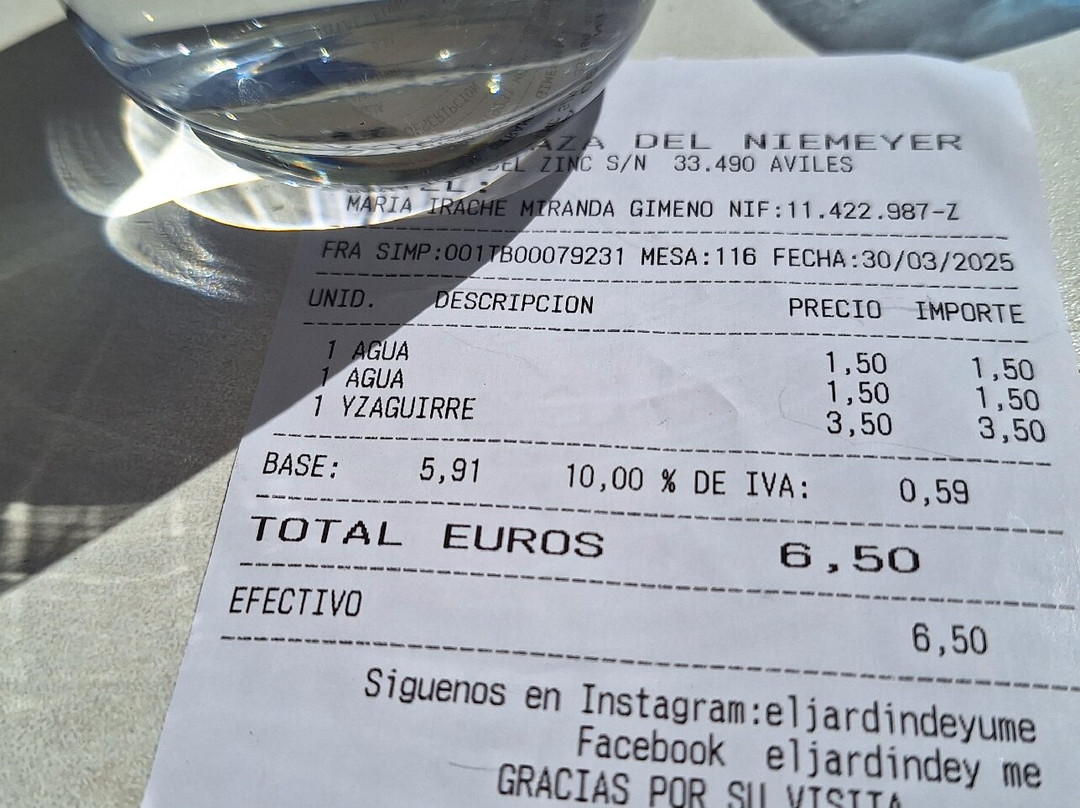 AZA DEL NIEMEYER
DEL ZINC S/N 33.490 AVILES
MARIA IRACHE MIRANDA GIMENO NIF:11.422.987-Z
FRA SIMP:001TB00079231 MESA:116 FECHA:30/03/2025
UNID. DESCRIPCION PRECIO IMPORTE
1 AGUA 1,50 1,50
1 AGUA 1,50 1,50
1 YZAGUIRRE 3,50 3,50
BASE: 5,91 10,00 % DE IVA: 0,59
TOTAL EUROS 6,50
EFECTIVO 6,50
Siguenos en Instagram:eljardindeyume
Facebook eljardindey me
GRACIAS POR SU VISITA